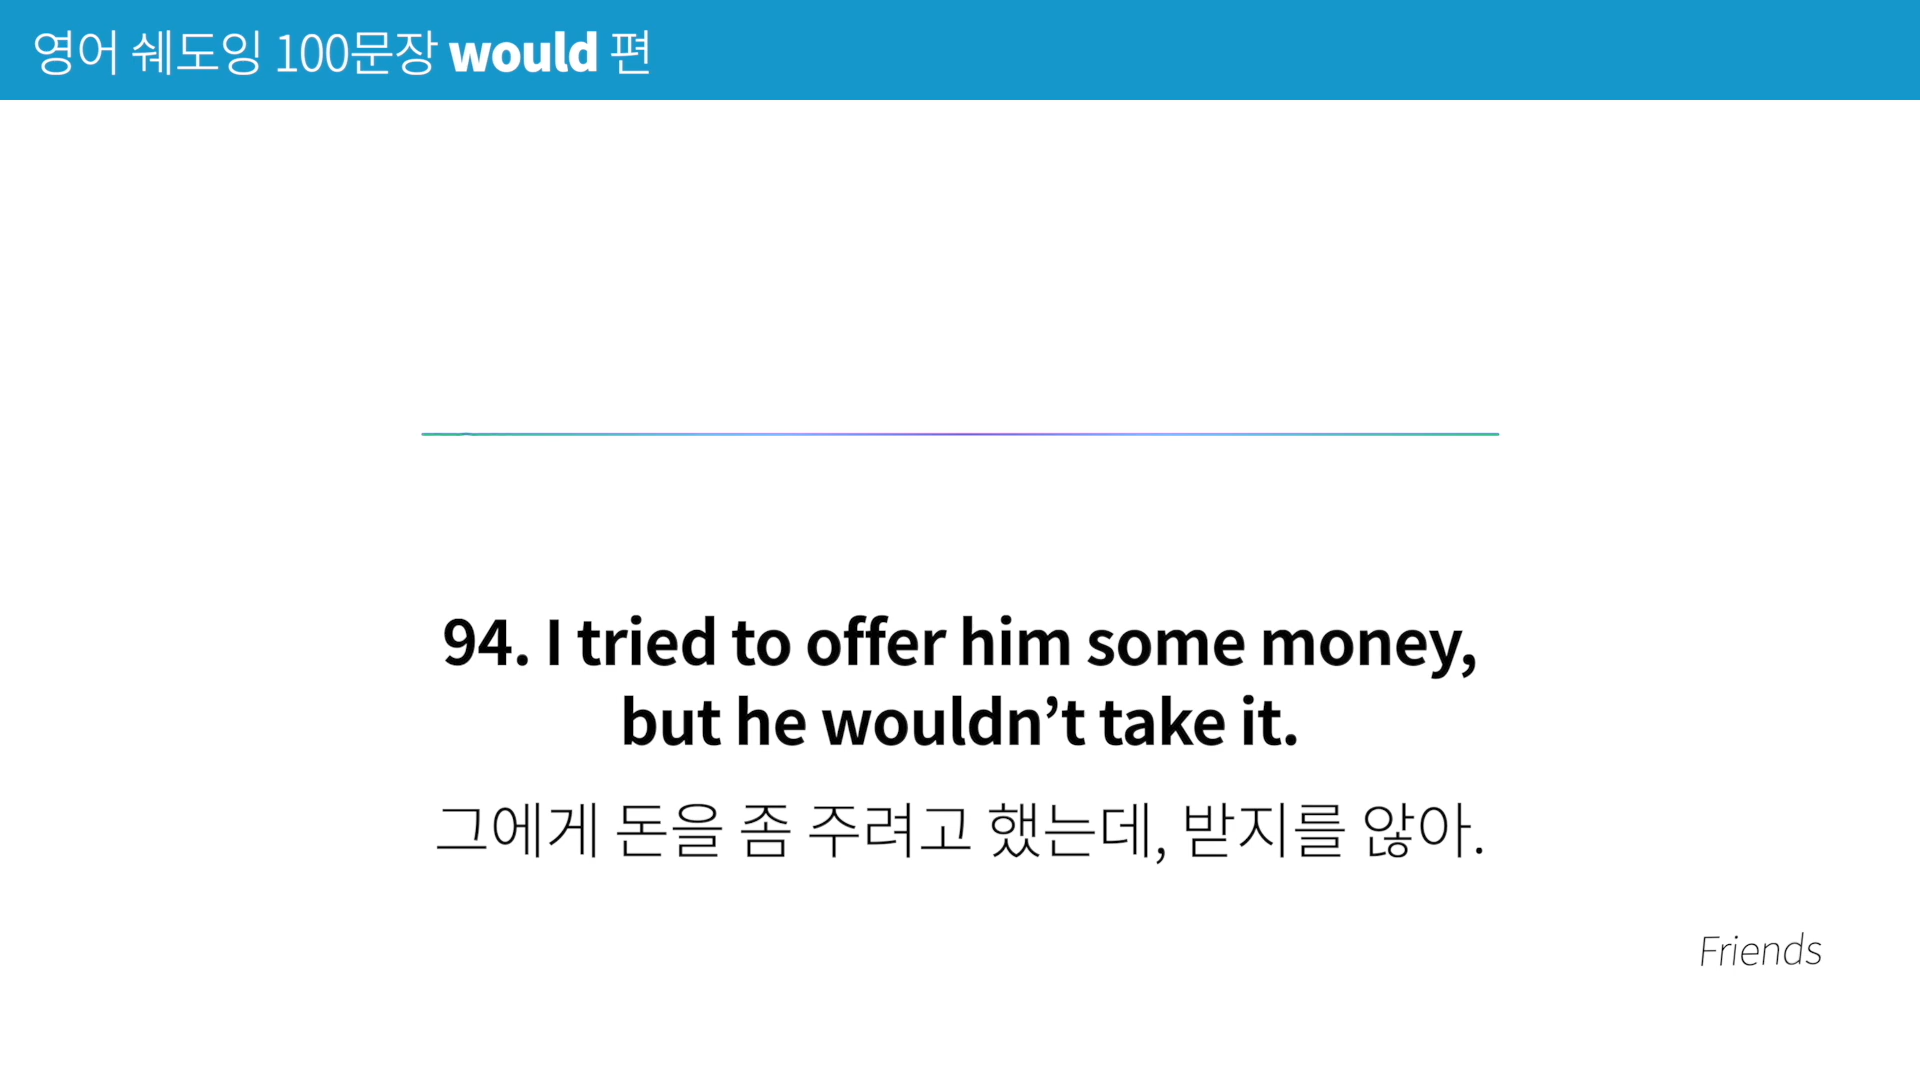 영어 쉐도잉 100문장 would 편
94. I tried to offer him some money,
but he wouldn’t take it.
그에게 돈을 좀 주려고 했는데, 받지를 않아.
Friends